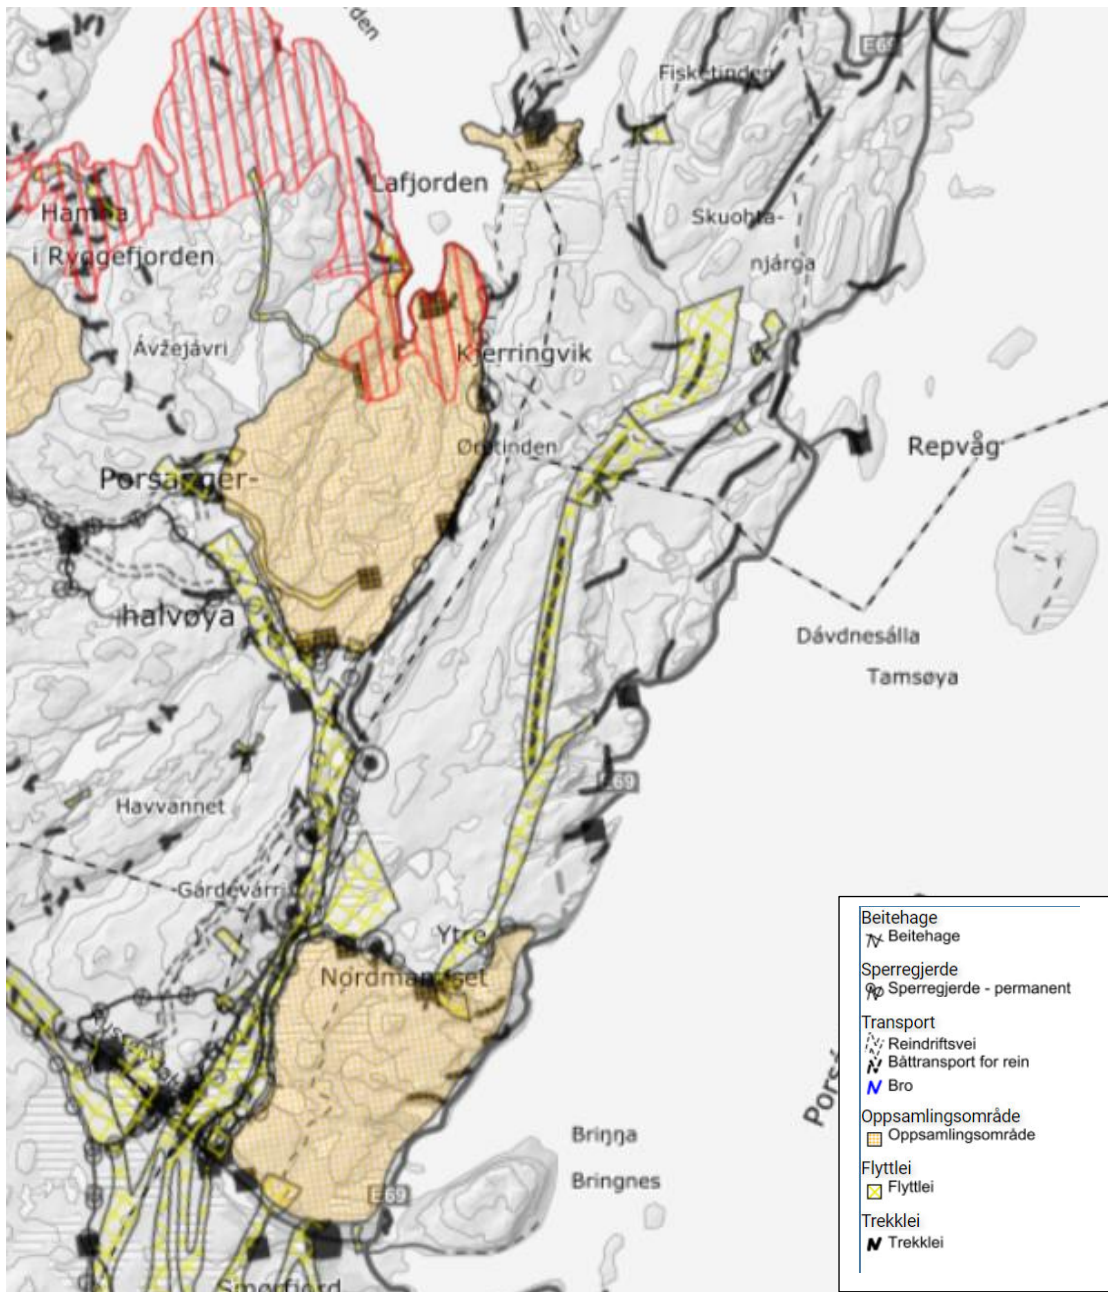 rden
E69
Fisketinden
Lafjorden
Hamna
i Ryggefjorden
Skuohta-
njárga
Ávžejávri
Kjerringvik
Repvåg
Porsanger-
halvøya
Dávdnesálla
Tamsøya
E69
Havvannet
Gárdevárri
Ytre
Nordmannset
Briŋŋa
Bringnes
E69
Smørfjord
Beitehage
Beitehage
Sperregjerde
Sperregjerde - permanent
Transport
Reindriftsvei
Båttransport for rein
Bro
Oppsamlingsområde
Oppsamlingsområde
Flyttlei
Flyttlei
Trekklei
Trekklei